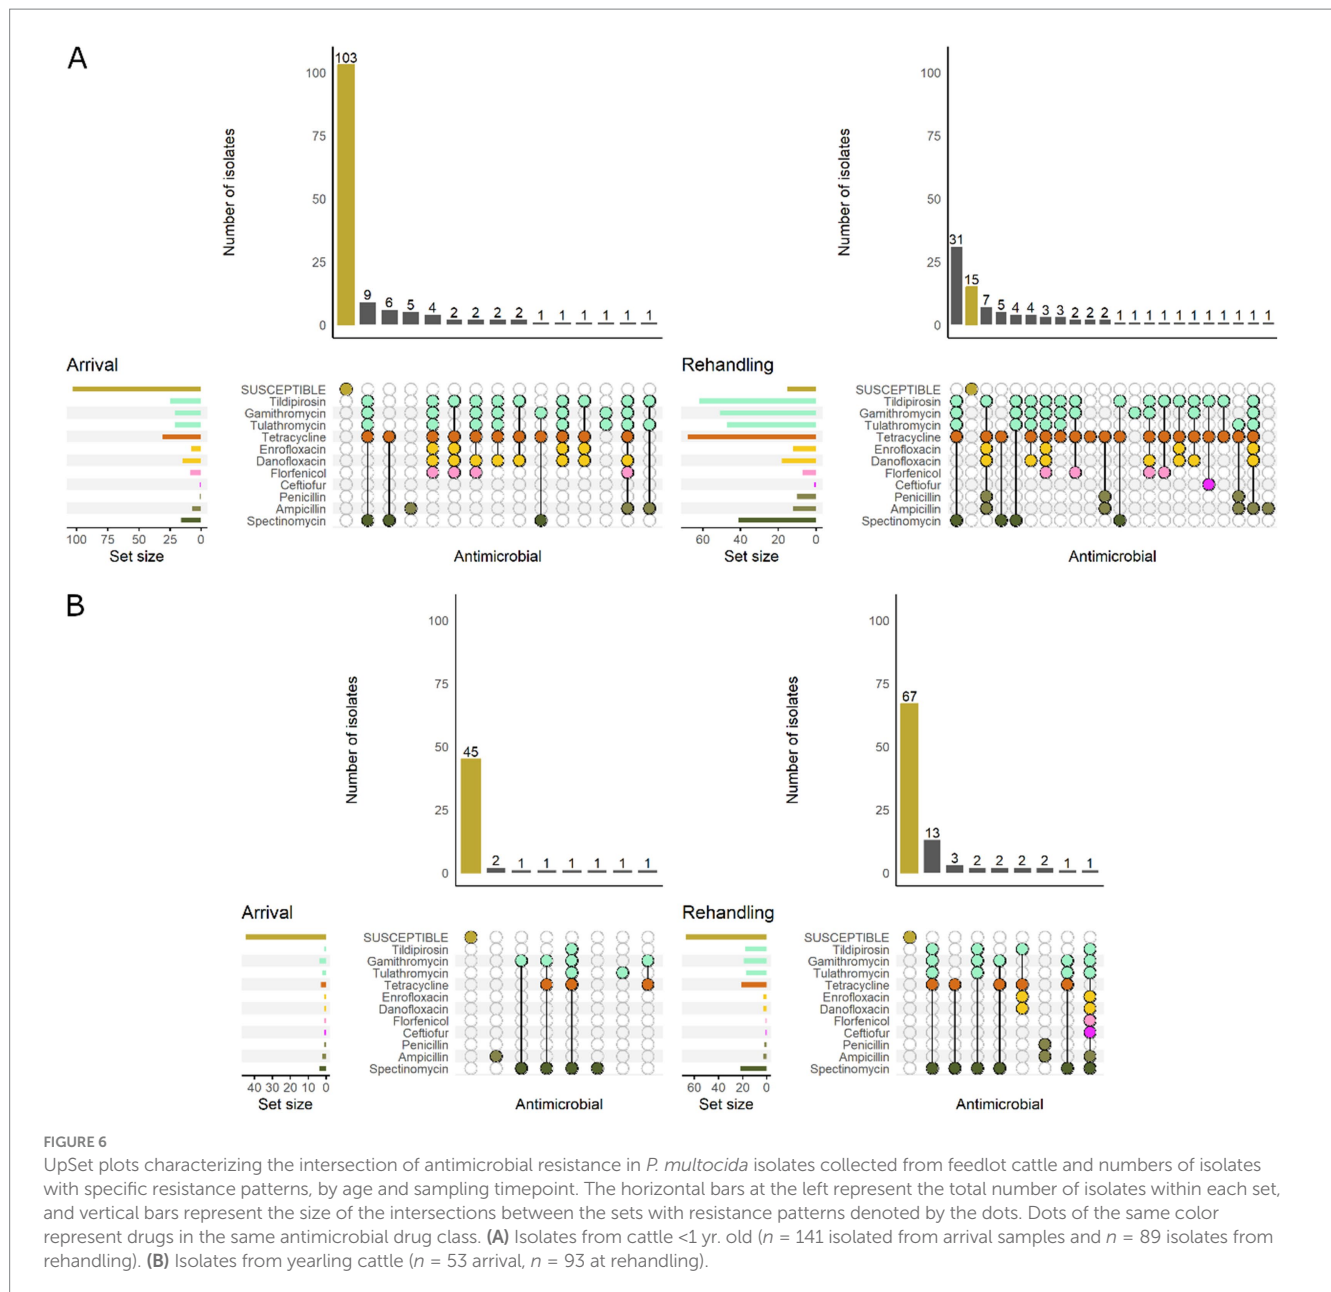 A
Number of isolates
100
75
50
25
0
103
9
6
5
4
2
2
2
2
1
1
1
1
1
1
Number of isolates
100
75
50
25
0
31
15
7
5
4
4
3
3
2
2
2
1
1
1
1
1
1
1
1
1
1
1
Arrival
SUSCEPTIBLE
Tildipirosin
Gamithromycin
Tulathromycin
Tetracycline
Enrofloxacin
Danofloxacin
Florfenicol
Ceftiofur
Penicillin
Ampicillin
Spectinomycin
100 75 50 25 0
Set size
Antimicrobial
Rehandling
SUSCEPTIBLE
Tildipirosin
Gamithromycin
Tulathromycin
Tetracycline
Enrofloxacin
Danofloxacin
Florfenicol
Ceftiofur
Penicillin
Ampicillin
Spectinomycin
60 40 20 0
Set size
Antimicrobial
B
Number of isolates
100
75
50
25
0
45
2
1
1
1
1
1
1
Number of isolates
100
75
50
25
0
67
13
3
2
2
2
2
1
1
Arrival
SUSCEPTIBLE
Tildipirosin
Gamithromycin
Tulathromycin
Tetracycline
Enrofloxacin
Danofloxacin
Florfenicol
Ceftiofur
Penicillin
Ampicillin
Spectinomycin
40 30 20 10 0
Set size
Antimicrobial
Rehandling
SUSCEPTIBLE
Tildipirosin
Gamithromycin
Tulathromycin
Tetracycline
Enrofloxacin
Danofloxacin
Florfenicol
Ceftiofur
Penicillin
Ampicillin
Spectinomycin
60 40 20 0
Set size
Antimicrobial
FIGURE 6
UpSet plots characterizing the intersection of antimicrobial resistance in P. multocida isolates collected from feedlot cattle and numbers of isolates
with specific resistance patterns, by age and sampling timepoint. The horizontal bars at the left represent the total number of isolates within each set,
and vertical bars represent the size of the intersections between the sets with resistance patterns denoted by the dots. Dots of the same color
represent drugs in the same antimicrobial drug class. (A) Isolates from cattle <1 yr. old (n = 141 isolated from arrival samples and n = 89 isolates from
rehandling). (B) Isolates from yearling cattle (n = 53 arrival, n = 93 at rehandling).